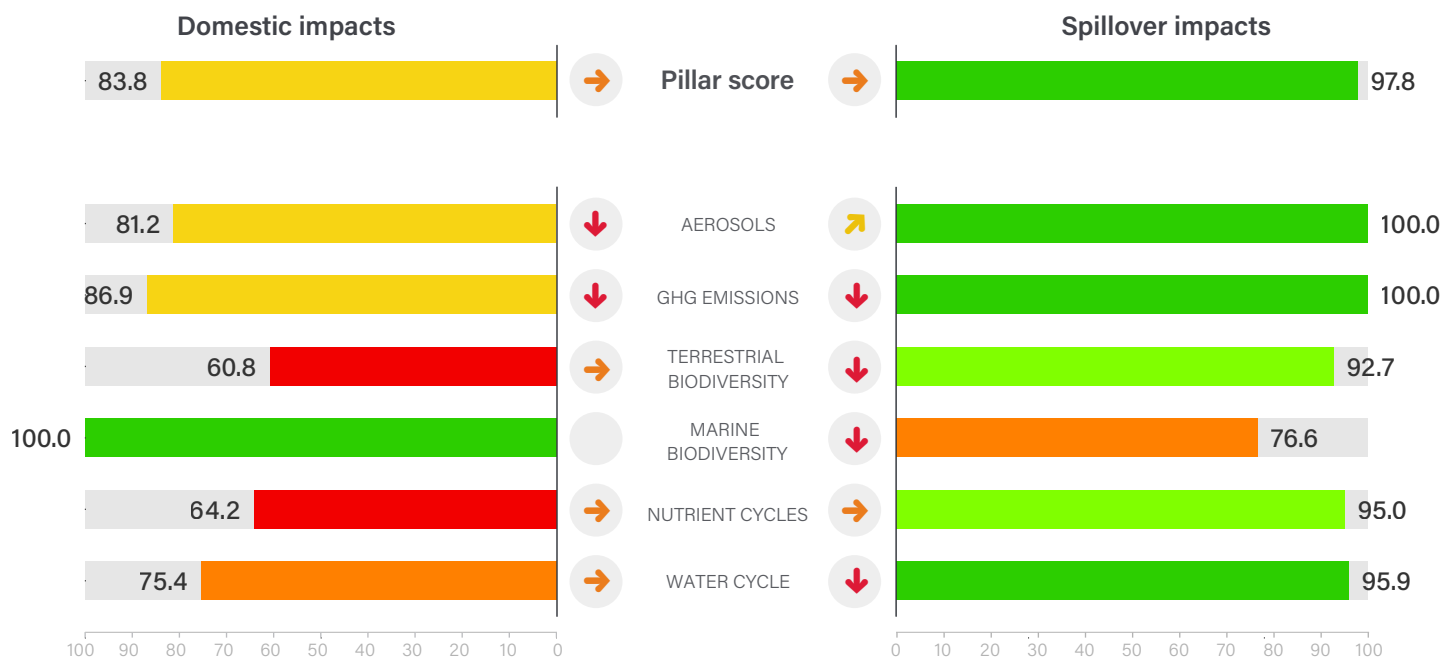 Domestic impacts
Spillover impacts
83.8
Pillar score
97.8
81.2
AEROSOLS
100.0
86.9
GHG EMISSIONS
100.0
60.8
TERRESTRIAL
BIODIVERSITY
92.7
100.0
MARINE
BIODIVERSITY
76.6
64.2
NUTRIENT CYCLES
95.0
75.4
WATER CYCLE
95.9
100 90 80 70 60 50 40 30 20 10 0
0 10 20 30 40 50 60 70 80 90 100